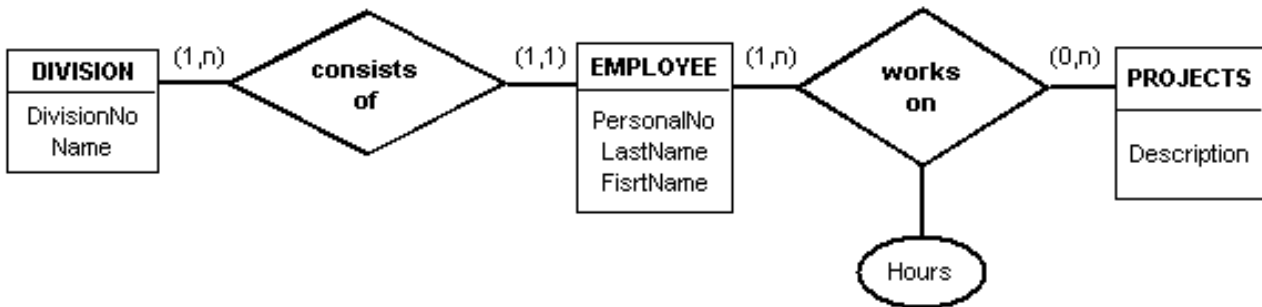 DIVISION
DivisionNo
Name
(1,n)
consists
of
(1,1)
EMPLOYEE
PersonalNo
LastName
FisrtName
(1,n)
works
on
Hours
(0,n)
PROJECTS
Description